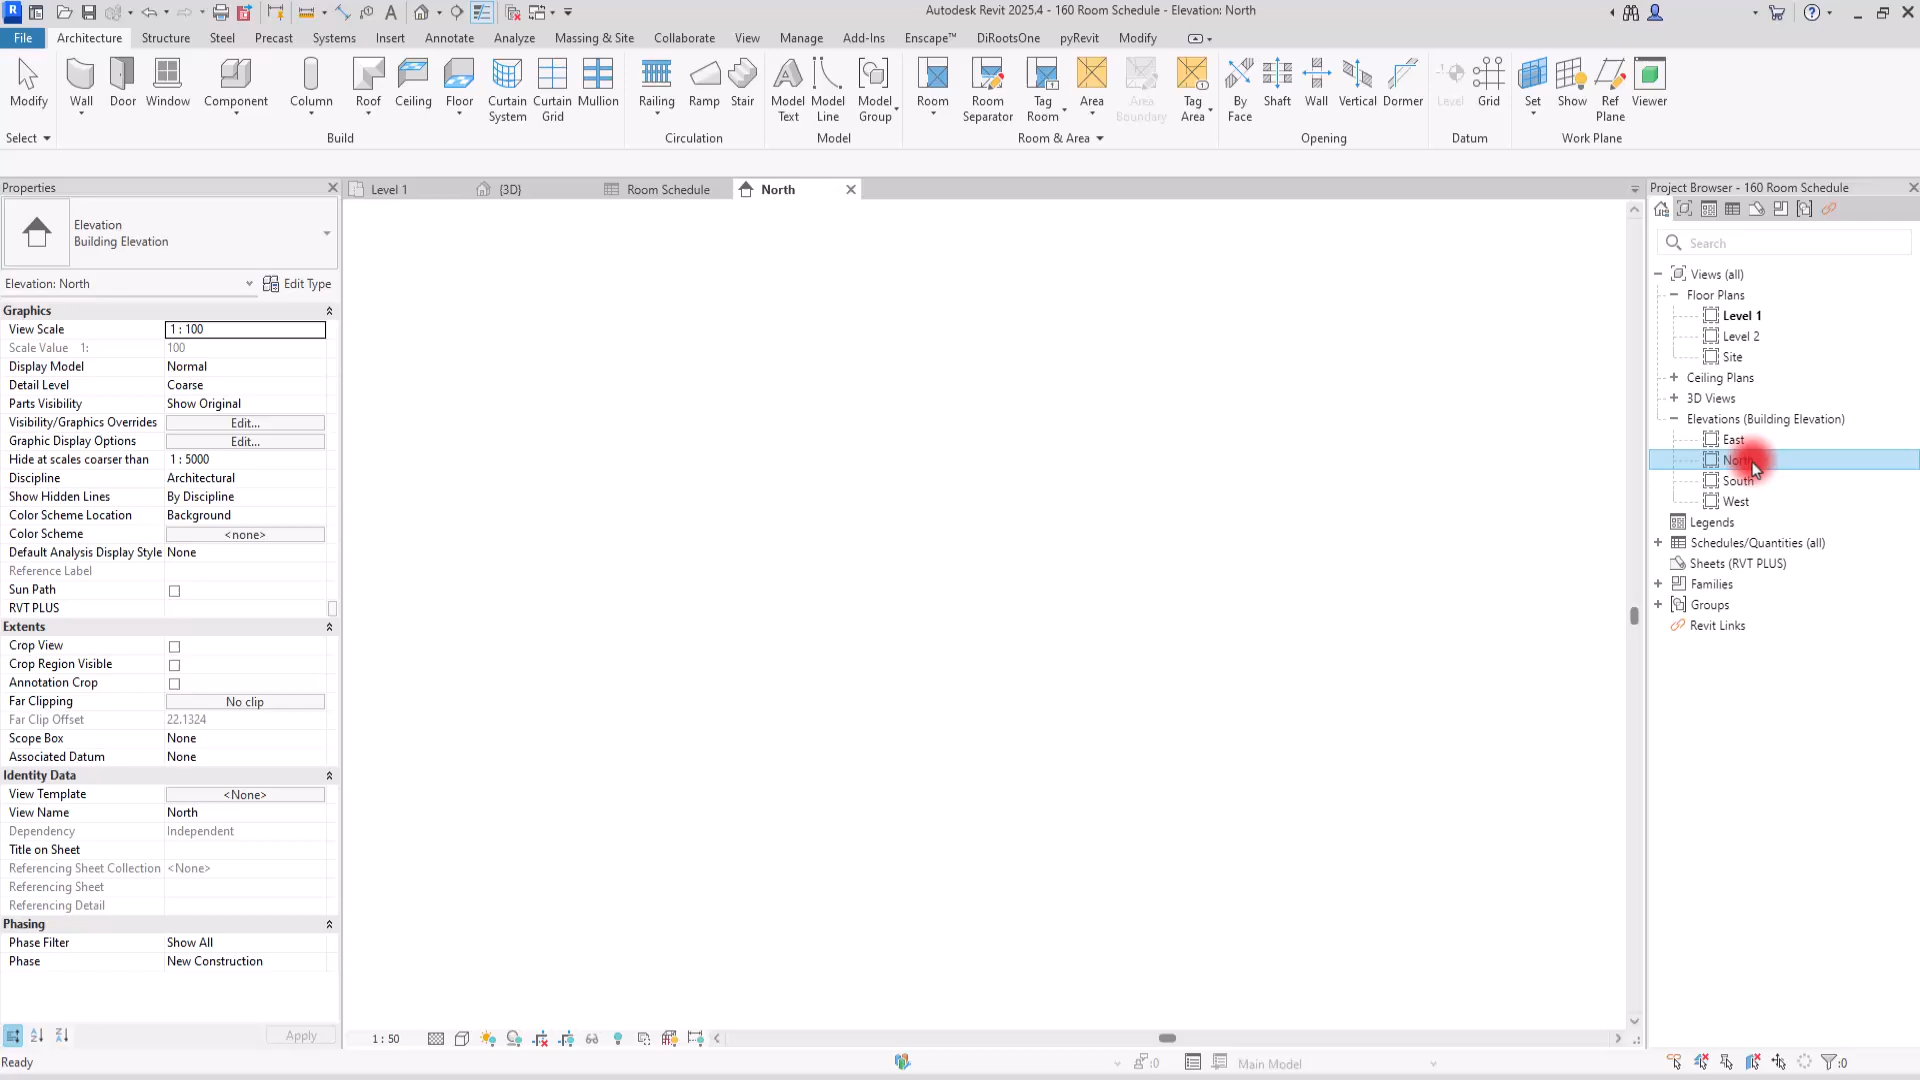 Autodesk Revit 2025.4 - 160 Room Schedule - Elevation: North
File Architecture Structure Steel Precast Systems Insert Annotate Analyze Massing & Site Collaborate View Manage Add-Ins Enscape™ DiRootsOne pyRevit Modify
Modify Wall Door Window Component Column Roof Ceiling Floor Curtain System Curtain Grid Mullion Railing Ramp Stair Model Text Model Line Model Group Room Room Separator Tag Room Area Area Boundary Tag Area By Face Shaft Wall Vertical Dormer Level Grid Set Show Ref Plane Viewer
Select Build Circulation Model Room & Area Opening Datum Work Plane
Properties
Elevation
Building Elevation
Elevation: North Edit Type
Graphics
View Scale 1 : 100
Scale Value 1: 100
Display Model Normal
Detail Level Coarse
Parts Visibility Show Original
Visibility/Graphics Overrides Edit...
Graphic Display Options Edit...
Hide at scales coarser than 1 : 5000
Discipline Architectural
Show Hidden Lines By Discipline
Color Scheme Location Background
Color Scheme <none>
Default Analysis Display Style None
Reference Label
Sun Path
RVT PLUS
Extents
Crop View
Crop Region Visible
Annotation Crop
Far Clipping No clip
Far Clip Offset 22.1324
Scope Box None
Associated Datum None
Identity Data
View Template <None>
View Name North
Dependency Independent
Title on Sheet
Referencing Sheet Collection <None>
Referencing Sheet
Referencing Detail
Phasing
Phase Filter Show All
Phase New Construction
Apply
Ready
Level 1 {3D} Room Schedule North
1 : 50
:0 Main Model
Project Browser - 160 Room Schedule
Search
Views (all)
Floor Plans
Level 1
Level 2
Site
Ceiling Plans
3D Views
Elevations (Building Elevation)
East
North
South
West
Legends
Schedules/Quantities (all)
Sheets (RVT PLUS)
Families
Groups
Revit Links
:0